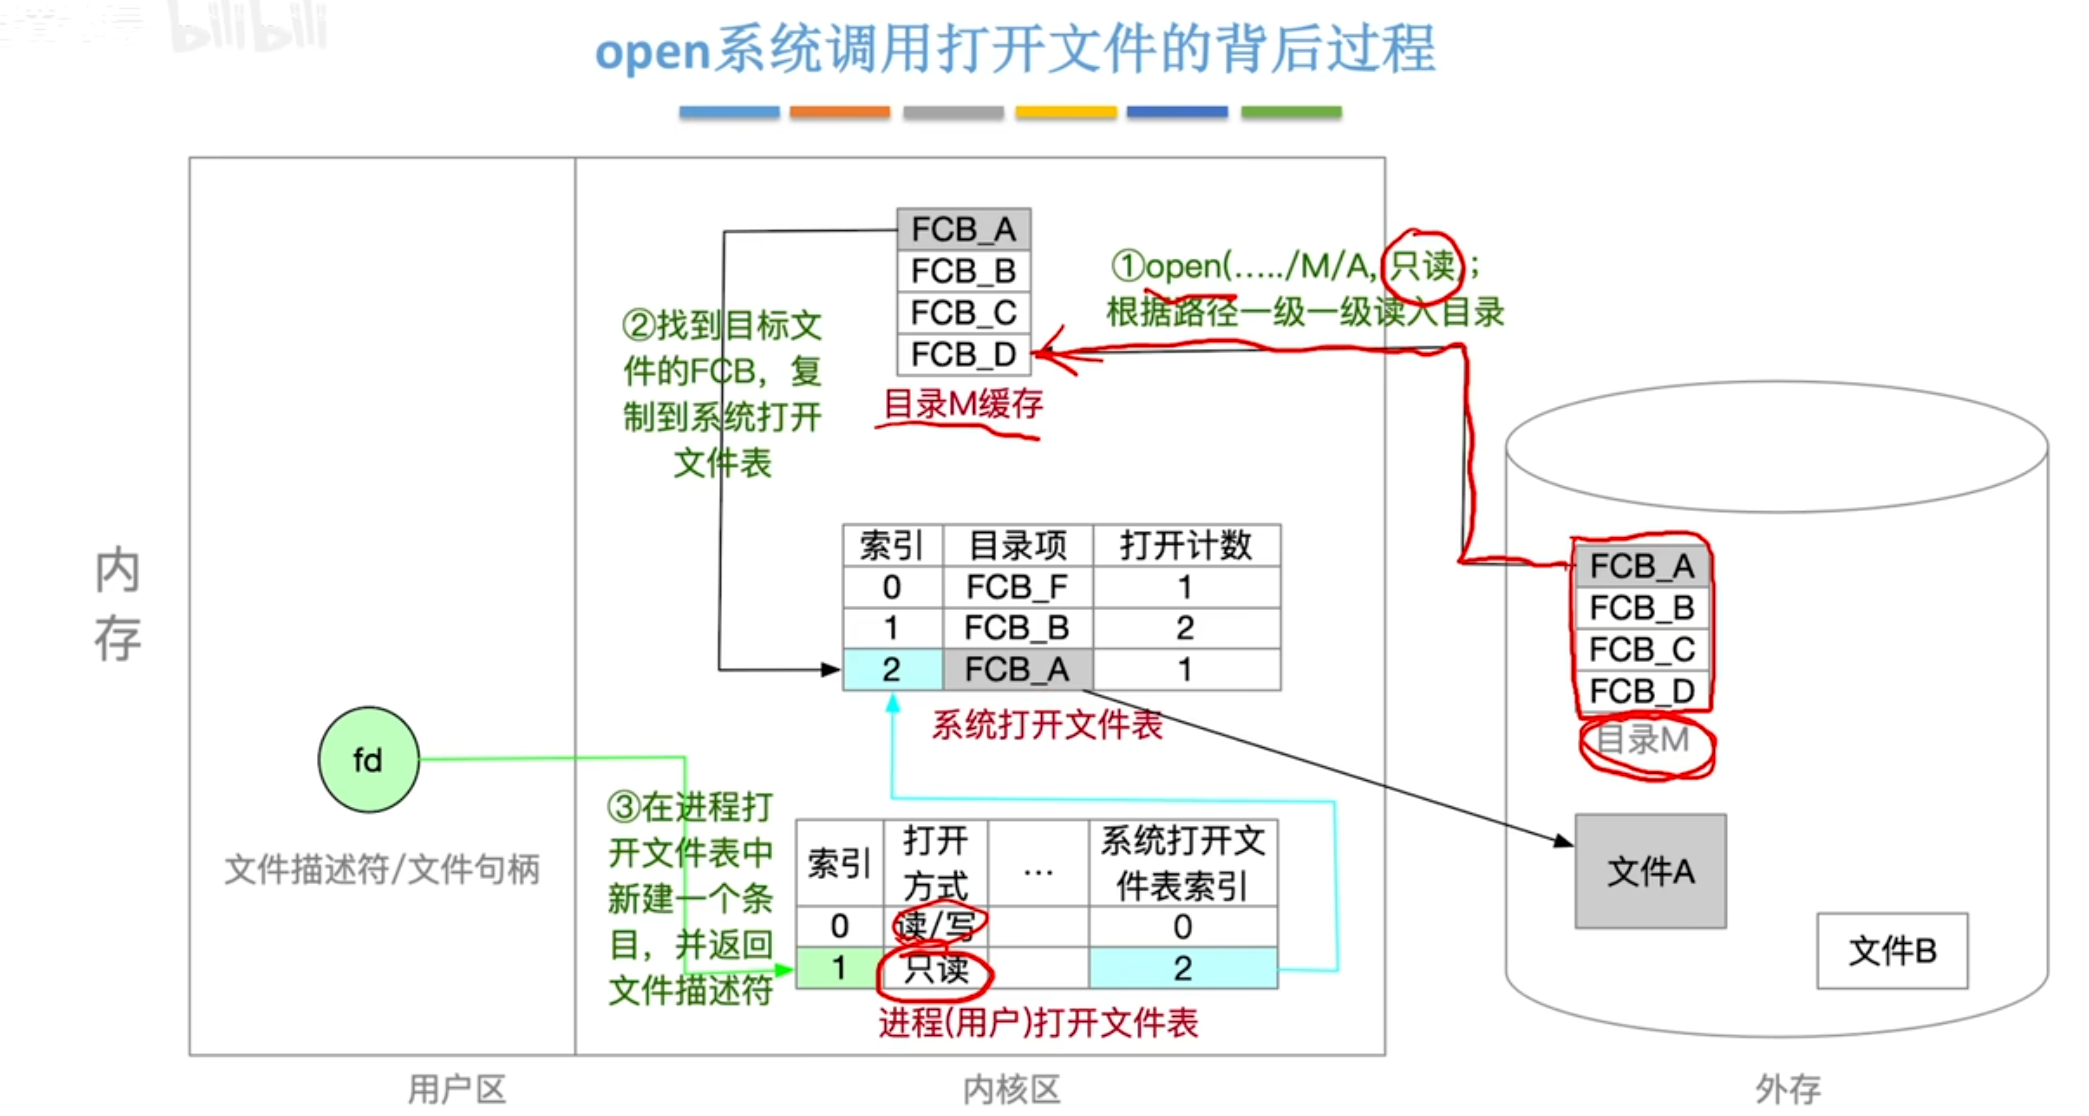 bilibili
open系统调用打开文件的背后过程
FCB_A
FCB_B
FCB_C
FCB_D
目录M缓存
①open(...../M/A, 只读) ;
根据路径一级一级读入目录
②找到目标文
件的FCB，复
制到系统打开
文件表
内
存
索引 目录项 打开计数
0 FCB_F 1
1 FCB_B 2
2 FCB_A 1
系统打开文件表
FCB_A
FCB_B
FCB_C
FCB_D
目录M
fd
文件描述符/文件句柄
③在进程打
开文件表中
新建一个条
目，并返回
文件描述符
索引 打开 ... 系统打开文
方式 件表索引
0 读/写 0
1 只读 2
进程(用户)打开文件表
文件A
文件B
用户区
内核区
外存